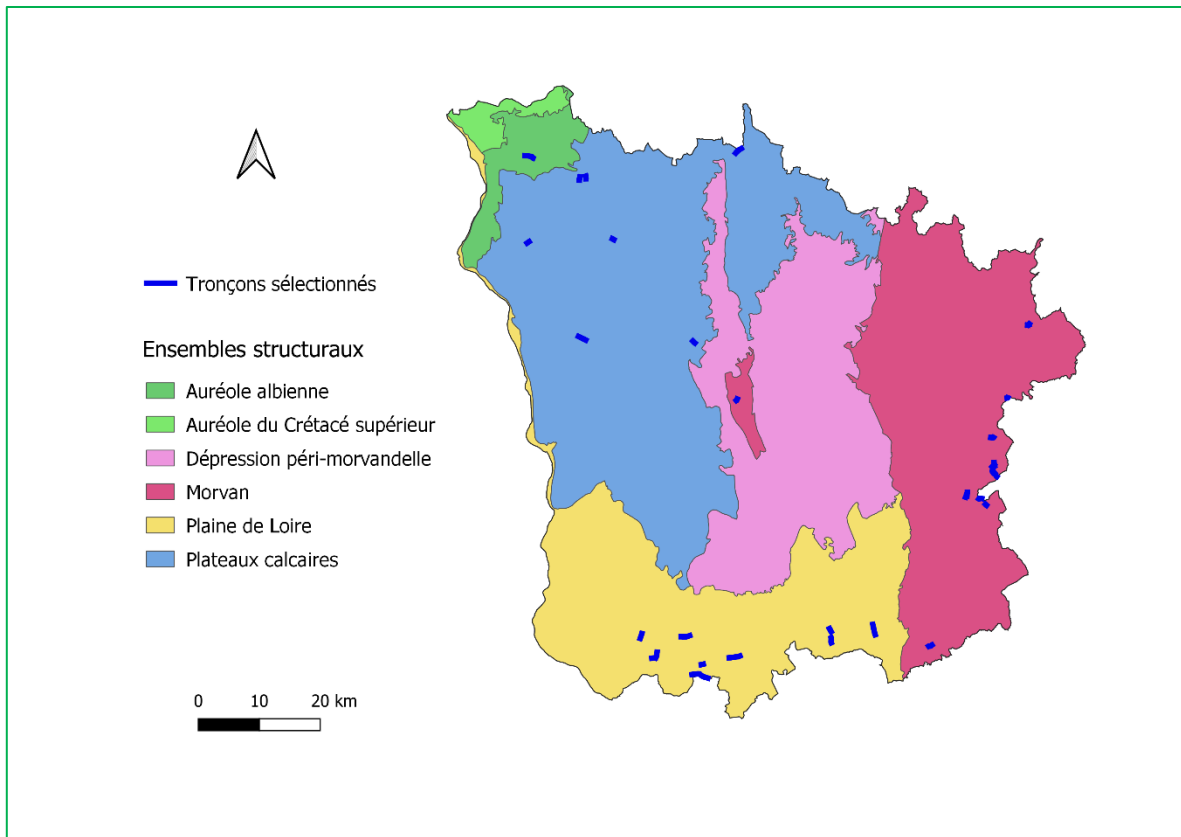 Tronçons sélectionnés
Ensembles structuraux
Auréole albienne
Auréole du Crétacé supérieur
Dépression péri-morvandelle
Morvan
Plaine de Loire
Plateaux calcaires
0 10 20 km